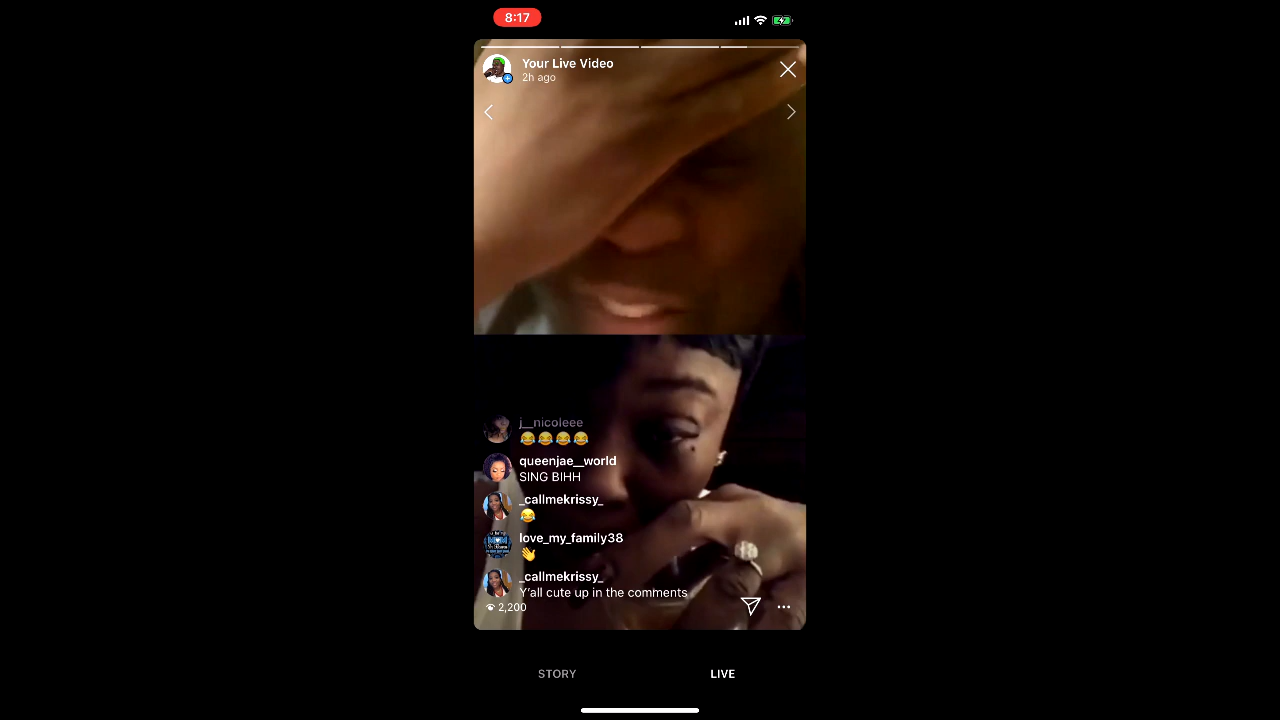 8:17
Your Live Video
2h ago
j__nicoleee
😂😂😂😂
queenjae__world
SING BIHH
_callmekrissy_
😂
love_my_family38
👋
_callmekrissy_
Y'all cute up in the comments
2,200
STORY
LIVE